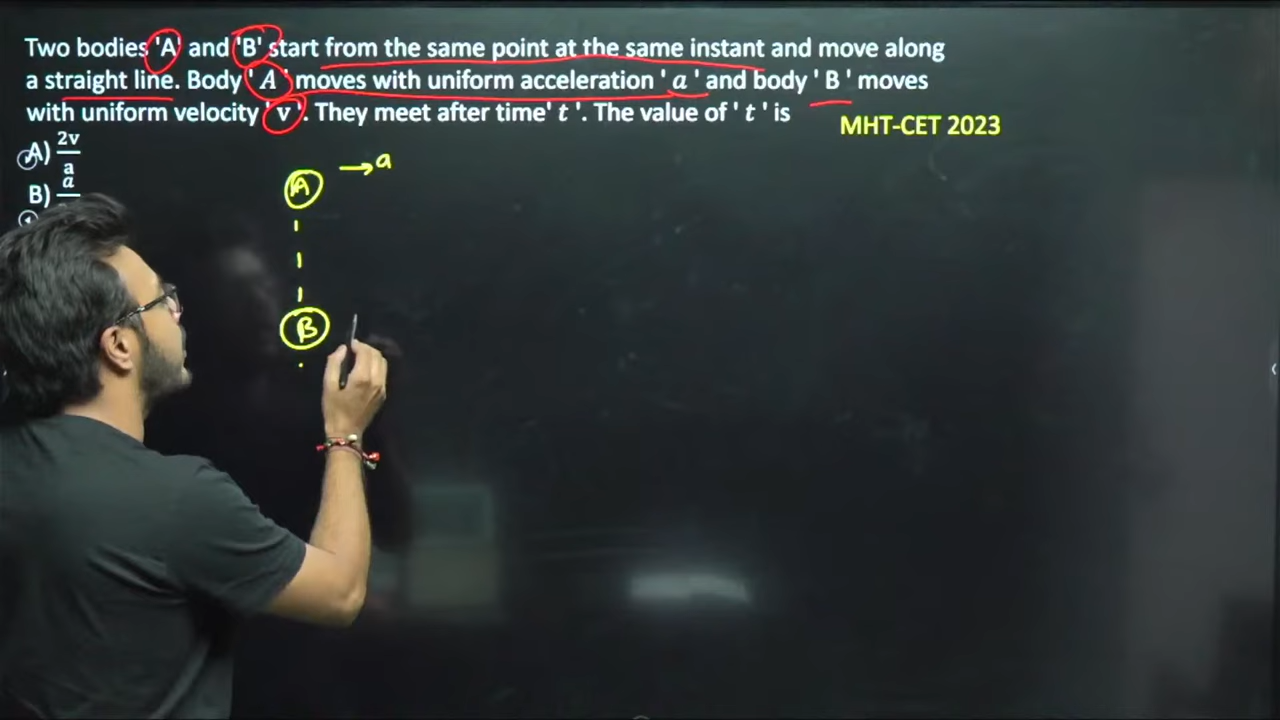 Two bodies 'A' and 'B' start from the same point at the same instant and move along
a straight line. Body ' A ' moves with uniform acceleration ' a ' and body ' B ' moves
with uniform velocity ' v '. They meet after time' t '. The value of ' t ' is
MHT-CET 2023
A) 2v
a
B) a
A → a
B